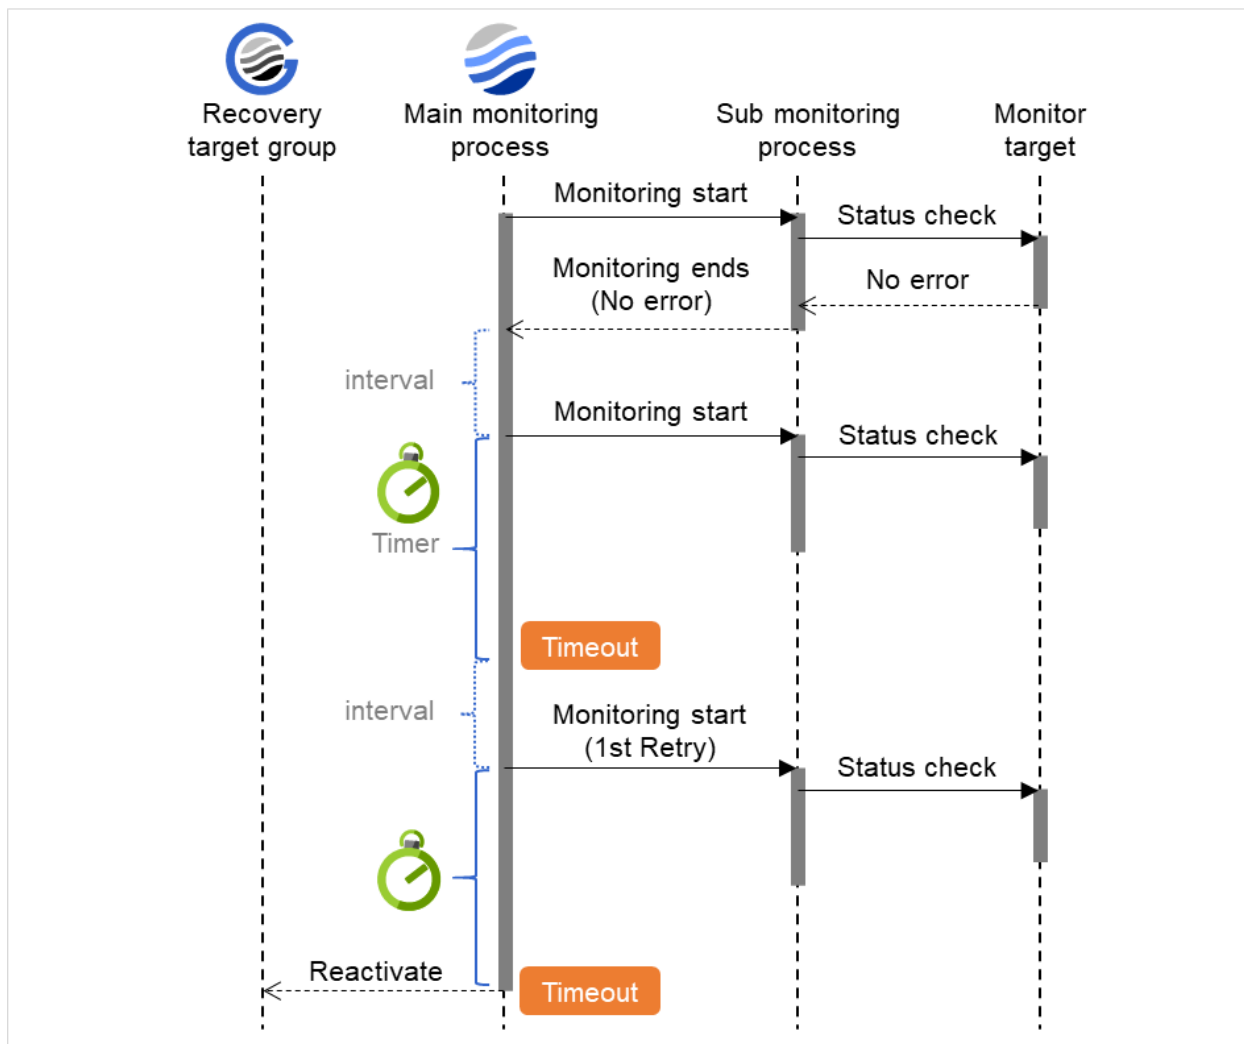 Recovery
target group
Main monitoring
process
Sub monitoring
process
Monitor
target
Monitoring start
Status check
Monitoring ends
(No error)
No error
interval
Monitoring start
Status check
Timer
Timeout
interval
Monitoring start
(1st Retry)
Status check
Reactivate
Timeout